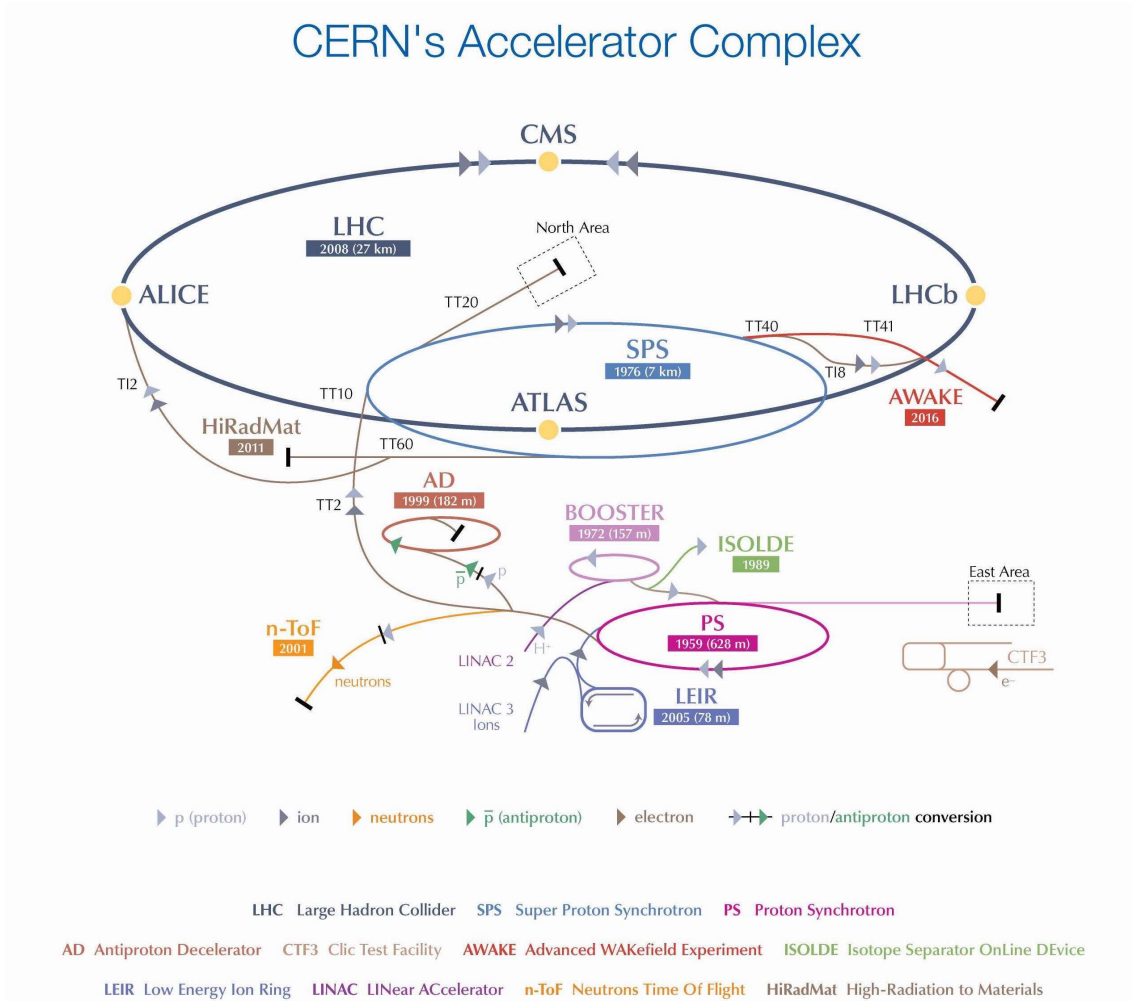 CERN's Accelerator Complex
CMS
LHC
2008 (27 km)
North Area
ALICE
LHCb
TT20
TT40
TT41
SPS
1976 (7 km)
TI8
TI2
TT10
ATLAS
AWAKE
2016
HiRadMat
2011
TT60
AD
1999 (182 m)
TT2
BOOSTER
1972 (157 m)
ISOLDE
1989
p̅
p
East Area
n-ToF
2001
PS
1959 (628 m)
H⁺
LINAC 2
neutrons
CTF3
e⁻
LEIR
2005 (78 m)
LINAC 3
Ions
p (proton) ion neutrons p̅ (antiproton) electron proton/antiproton conversion
LHC Large Hadron Collider SPS Super Proton Synchrotron PS Proton Synchrotron
AD Antiproton Decelerator CTF3 Clic Test Facility AWAKE Advanced WAKefield Experiment ISOLDE Isotope Separator OnLine DEvice
LEIR Low Energy Ion Ring LINAC LINear ACcelerator n-ToF Neutrons Time Of Flight HiRadMat High-Radiation to Materials